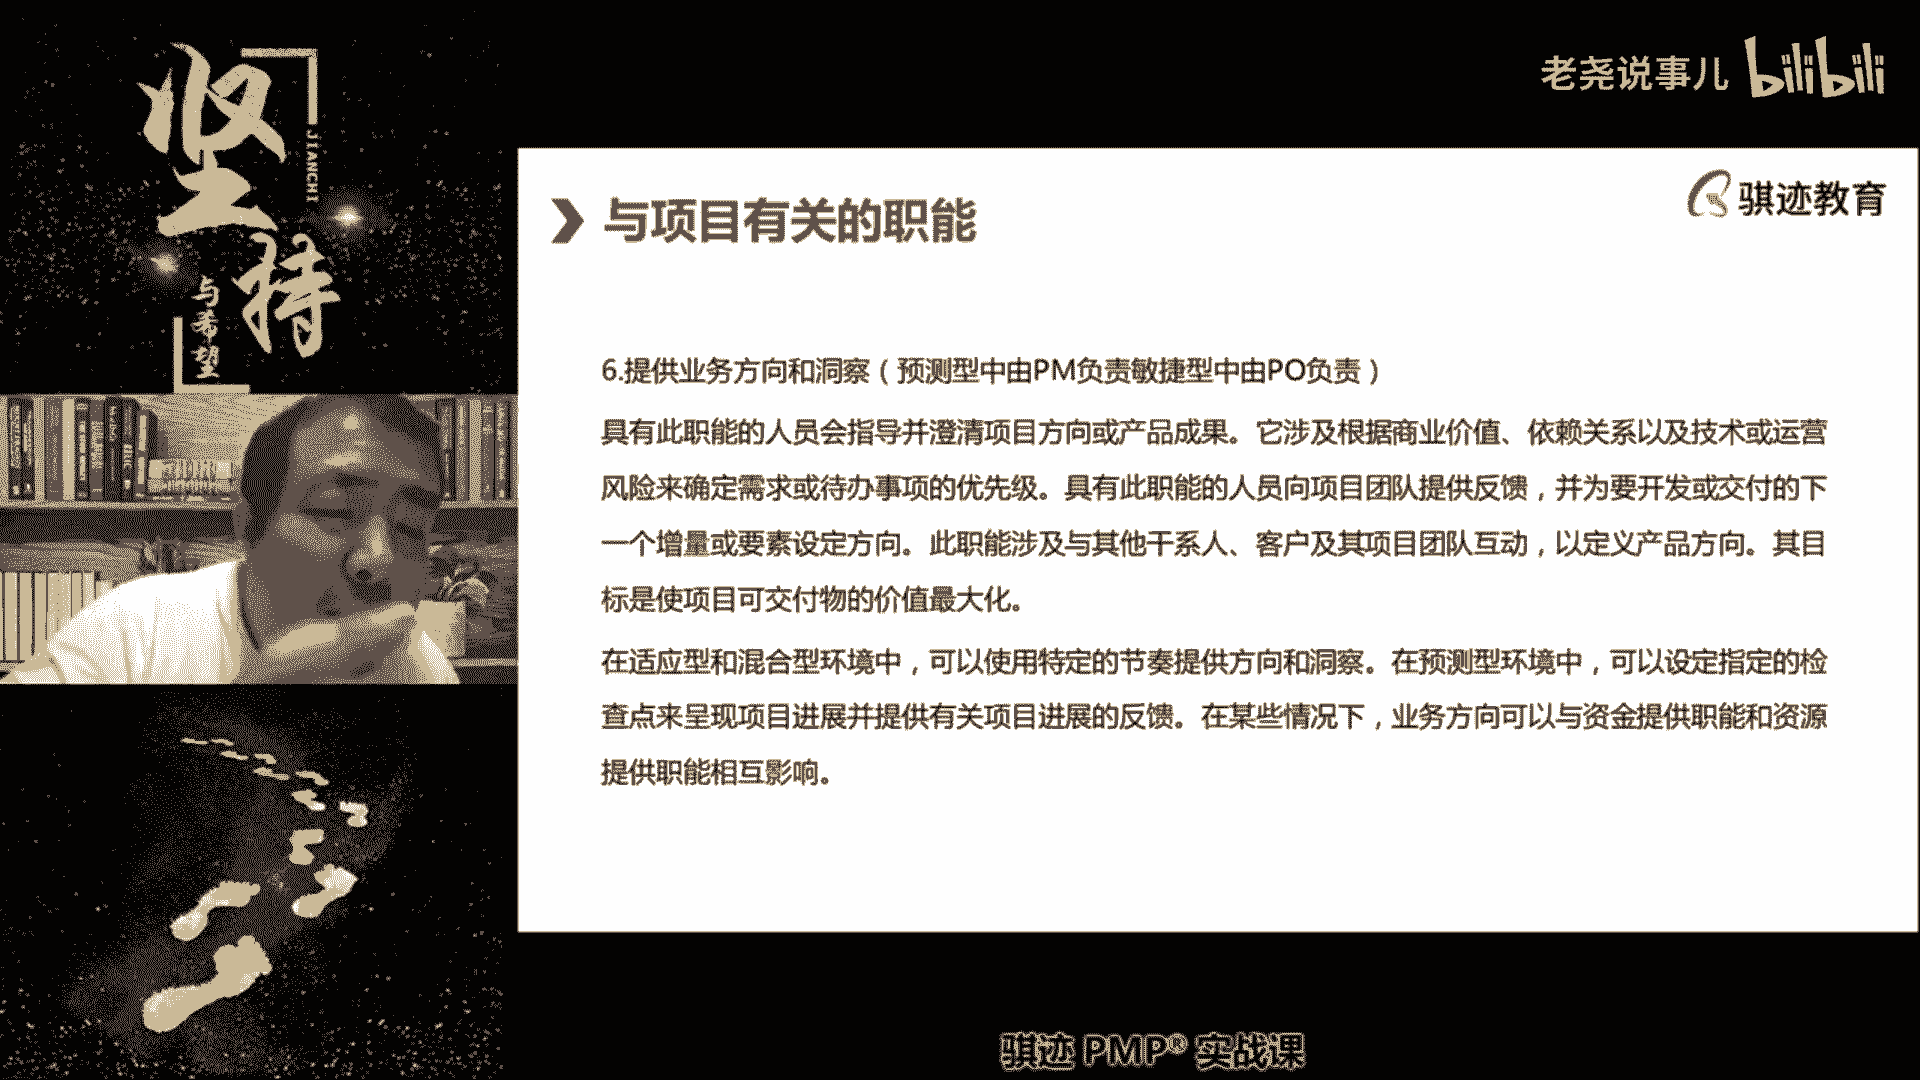 坚持
JIANCHI
与希望
老尧说事儿 bilibili
骐迹教育
与项目有关的职能
6.提供业务方向和洞察（预测型中由PM负责敏捷型中由PO负责）
具有此职能的人员会指导并澄清项目方向或产品成果。它涉及根据商业价值、依赖关系以及技术或运营
风险来确定需求或待办事项的优先级。具有此职能的人员向项目团队提供反馈，并为要开发或交付的下
一个增量或要素设定方向。此职能涉及与其他干系人、客户及其项目团队互动，以定义产品方向。其目
标是使项目可交付物的价值最大化。
在适应型和混合型环境中，可以使用特定的节奏提供方向和洞察。在预测型环境中，可以设定指定的检
查点来呈现项目进展并提供有关项目进展的反馈。在某些情况下，业务方向可以与资金提供职能和资源
提供职能相互影响。
骐迹 PMP® 实战课